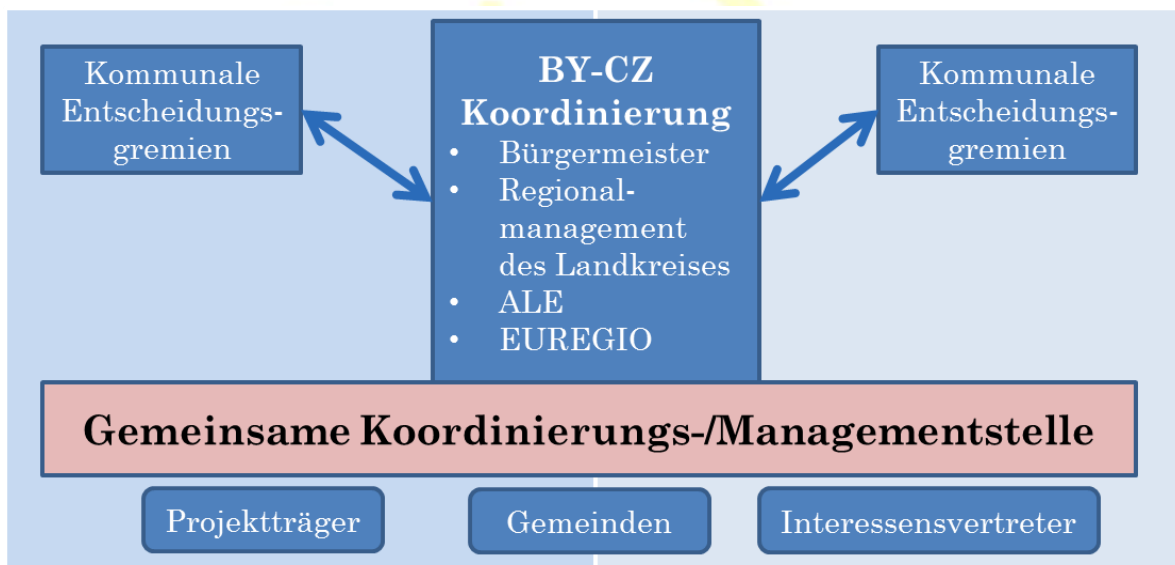 Kommunale
Entscheidungs-
gremien
BY-CZ
Koordinierung
• Bürgermeister
• Regional-
management
des Landkreises
• ALE
• EUREGIO
Kommunale
Entscheidungs-
gremien
Gemeinsame Koordinierungs-/Managementstelle
Projektträger
Gemeinden
Interessensvertreter